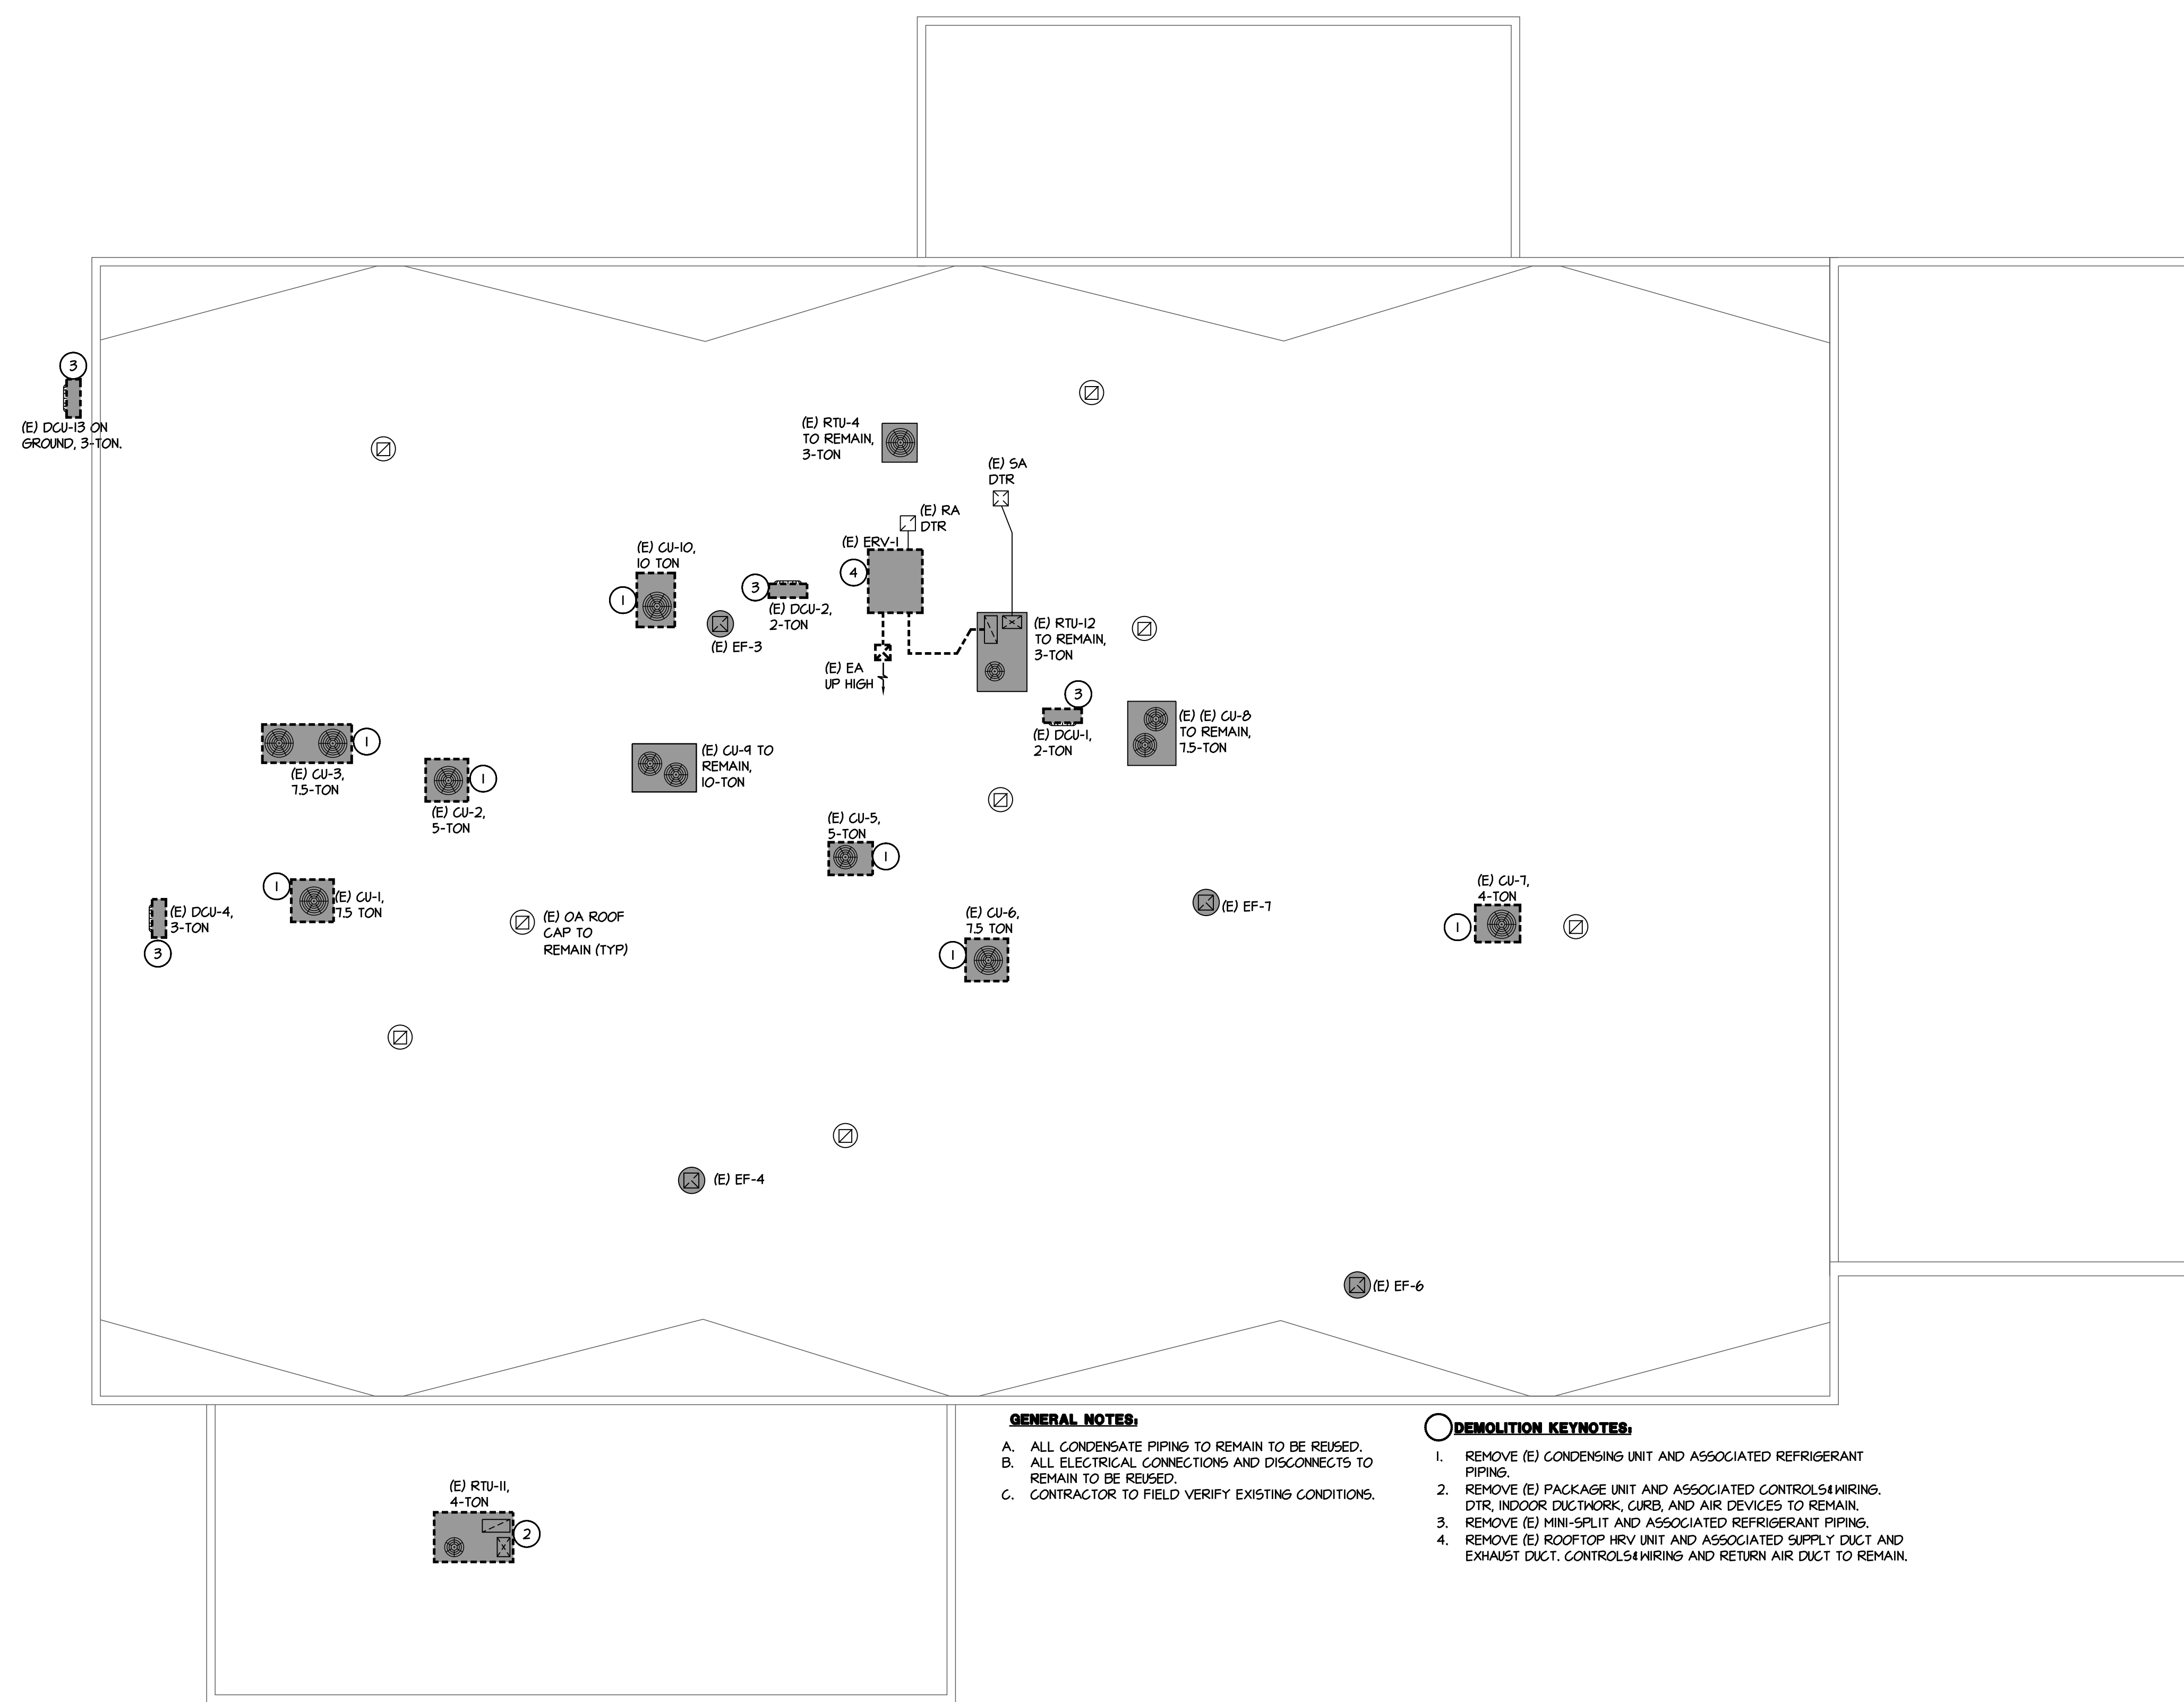 3
(E) DCU-13 ON
GROUND, 3-TON.
(E) RTU-4
TO REMAIN,
3-TON
(E) SA
DTR
(E) RA
DTR
(E) ERV-1
4
(E) CU-10,
10 TON
1
3
(E) DCU-2,
2-TON
(E) EF-3
(E) RTU-12
TO REMAIN,
3-TON
(E) EA
UP HIGH
3
(E) DCU-1,
2-TON
(E) (E) CU-8
TO REMAIN,
7.5-TON
1
(E) CU-3,
7.5-TON
1
(E) CU-2,
5-TON
(E) CU-9 TO
REMAIN,
10-TON
(E) CU-5,
5-TON
1
1
(E) CU-1,
7.5 TON
(E) DCU-4,
3-TON
3
(E) OA ROOF
CAP TO
REMAIN (TYP)
(E) CU-6,
7.5 TON
1
(E) EF-7
(E) CU-7,
4-TON
1
(E) EF-4
(E) EF-6
(E) RTU-11,
4-TON
2
GENERAL NOTES:
A. ALL CONDENSATE PIPING TO REMAIN TO BE REUSED.
B. ALL ELECTRICAL CONNECTIONS AND DISCONNECTS TO
REMAIN TO BE REUSED.
C. CONTRACTOR TO FIELD VERIFY EXISTING CONDITIONS.
DEMOLITION KEYNOTES:
1. REMOVE (E) CONDENSING UNIT AND ASSOCIATED REFRIGERANT
PIPING.
2. REMOVE (E) PACKAGE UNIT AND ASSOCIATED CONTROLS&WIRING.
DTR, INDOOR DUCTWORK, CURB, AND AIR DEVICES TO REMAIN.
3. REMOVE (E) MINI-SPLIT AND ASSOCIATED REFRIGERANT PIPING.
4. REMOVE (E) ROOFTOP HRV UNIT AND ASSOCIATED SUPPLY DUCT AND
EXHAUST DUCT. CONTROLS&WIRING AND RETURN AIR DUCT TO REMAIN.